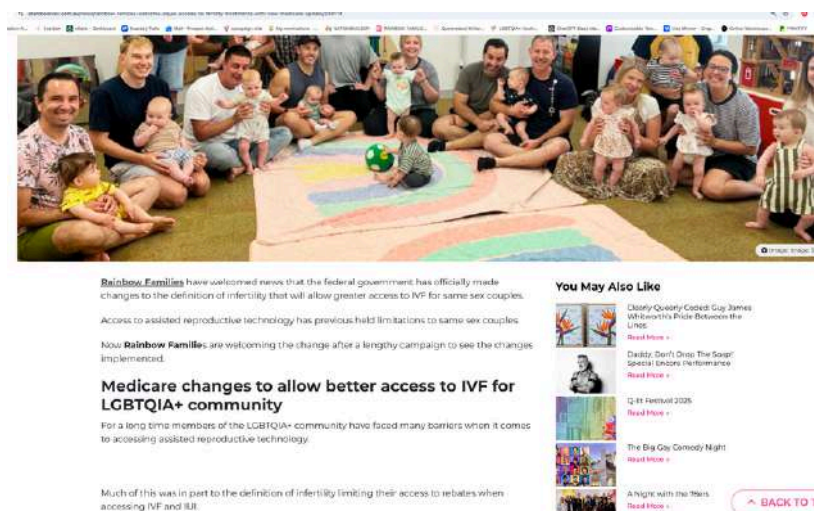 Image: Image: S
Rainbow Families have welcomed news that the federal government has officially made
changes to the definition of infertility that will allow greater access to IVF for same sex couples.
Access to assisted reproductive technology has previous held limitations to same sex couples.
Now Rainbow Families are welcoming the change after a lengthy campaign to see the changes
implemented.
Medicare changes to allow better access to IVF for
LGBTQIA+ community
For a long time members of the LGBTQIA+ community have faced many barriers when it comes
to accessing assisted reproductive technology.
Much of this was in part to the definition of infertility limiting their access to rebates when
accessing IVF and IUI.
You May Also Like
Clearly Queerly Coded: Guy James
Whitworth's Pride Between the
Lines
Read More »
Daddy, Don't Drop The Soap!'
Special Encore Performance
Read More »
Q-lit Festival 2025
Read More »
The Big Gay Comedy Night
Read More »
A Night with the '78ers
Read More »
BACK TO T